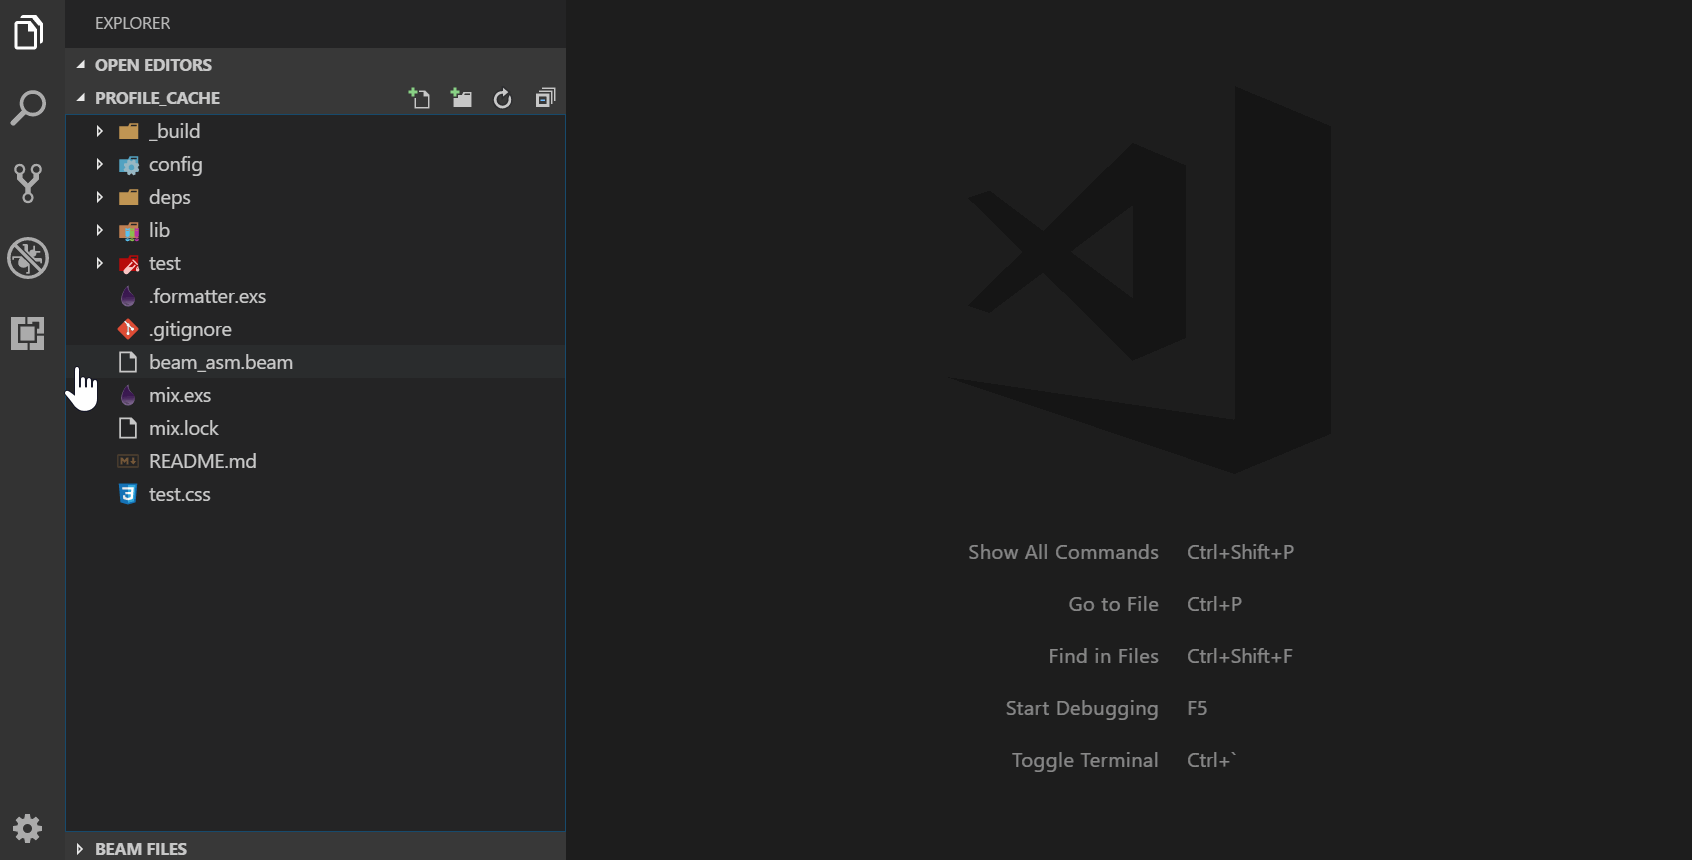 EXPLORER
OPEN EDITORS
PROFILE_CACHE
_build
config
deps
lib
test
.formatter.exs
.gitignore
beam_asm.beam
mix.exs
mix.lock
README.md
test.css
BEAM FILES
Show All Commands Ctrl+Shift+P
Go to File Ctrl+P
Find in Files Ctrl+Shift+F
Start Debugging F5
Toggle Terminal Ctrl+`